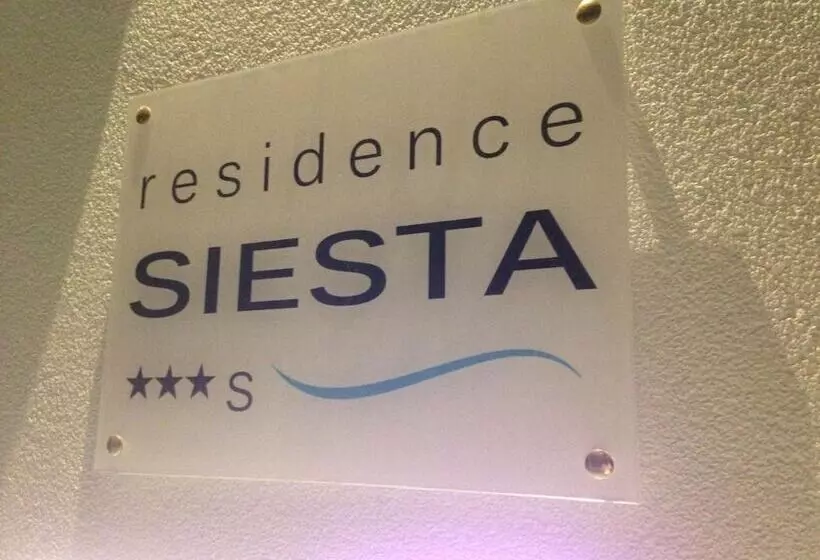 residence
SIESTA
★★★ S